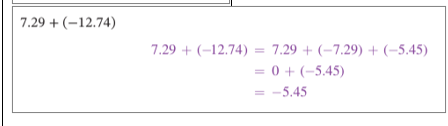 7.29 + (−12.74)
7.29 + (−12.74) = 7.29 + (−7.29) + (−5.45)
= 0 + (−5.45)
= −5.45